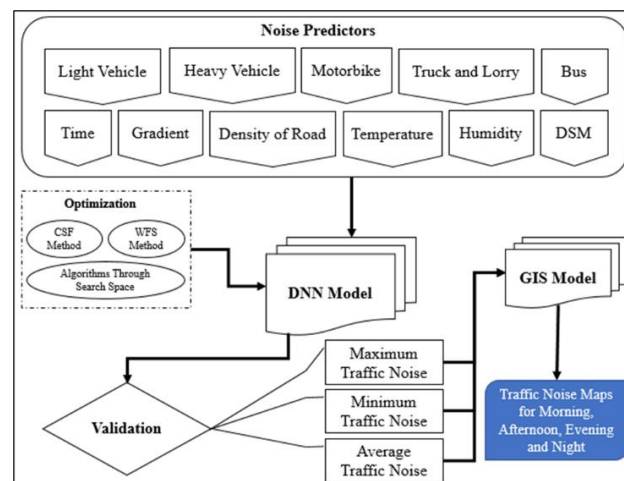 Noise Predictors
Light Vehicle
Heavy Vehicle
Motorbike
Truck and Lorry
Bus
Time
Gradient
Density of Road
Temperature
Humidity
DSM
Optimization
CSF
Method
WFS
Method
Algorithms Through
Search Space
DNN Model
GIS Model
Validation
Maximum
Traffic Noise
Minimum
Traffic Noise
Average
Traffic Noise
Traffic Noise Maps
for Morning,
Afternoon, Evening
and Night